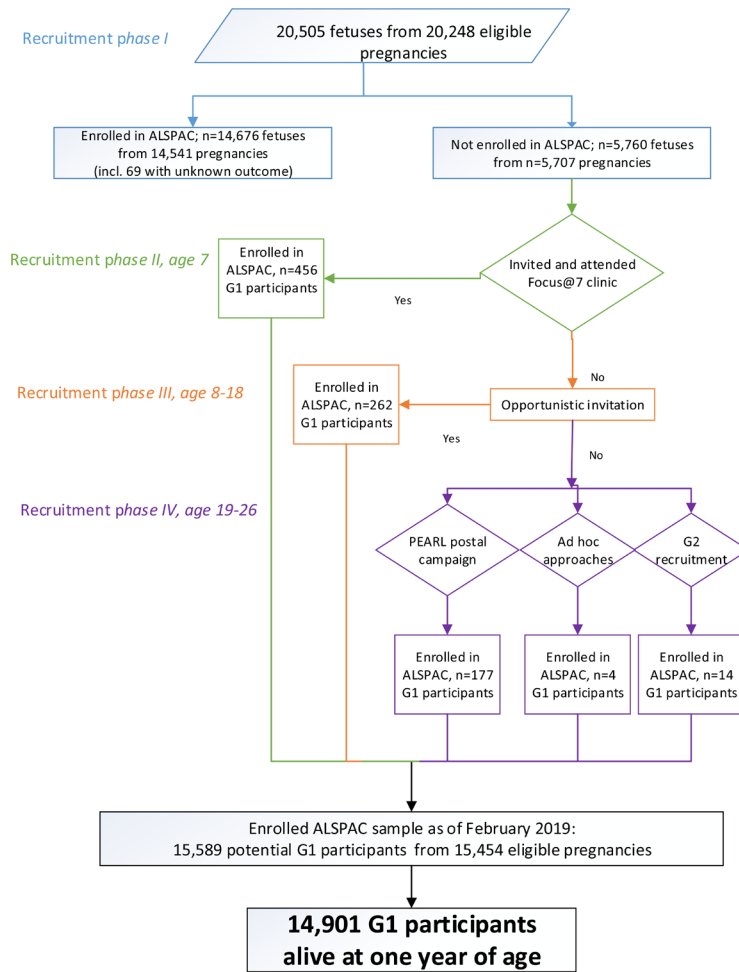 Recruitment phase I
20,505 fetuses from 20,248 eligible
pregnancies
Enrolled in ALSPAC; n=14,676 fetuses
from 14,541 pregnancies
(incl. 69 with unknown outcome)
Not enrolled in ALSPAC; n=5,760 fetuses
from n=5,707 pregnancies
Recruitment phase II, age 7
Enrolled in
ALSPAC, n=456
G1 participants
Yes
Invited and attended
Focus@7 clinic
No
Recruitment phase III, age 8-18
Enrolled in
ALSPAC, n=262
G1 participants
Yes
Opportunistic invitation
No
Recruitment phase IV, age 19-26
PEARL postal
campaign
Ad hoc
approaches
G2
recruitment
Enrolled in
ALSPAC, n=177
G1 participants
Enrolled in
ALSPAC, n=4
G1 participants
Enrolled in
ALSPAC, n=14
G1 participants
Enrolled ALSPAC sample as of February 2019:
15,589 potential G1 participants from 15,454 eligible pregnancies
14,901 G1 participants
alive at one year of age